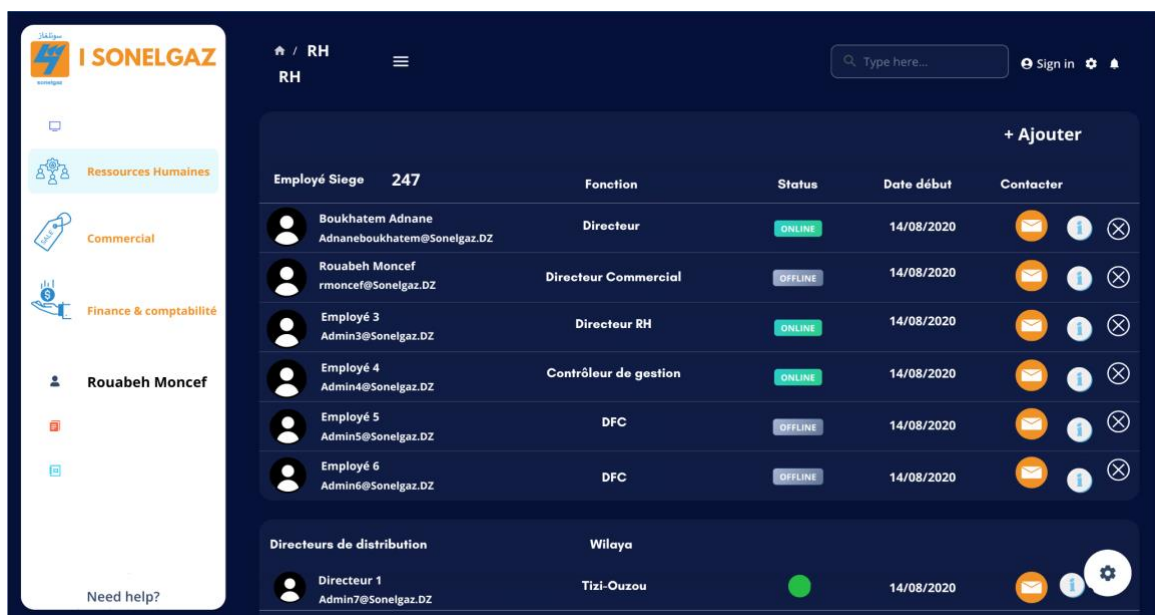 سونلغاز
sonelgaz
I SONELGAZ
Ressources Humaines
SALE
Commercial
Finance & comptabilité
Rouabeh Moncef
Need help?
/ RH
RH
Type here...
Sign in
+ Ajouter
Employé Siege 247 Fonction Status Date début Contacter
Boukhatem Adnane
Adnaneboukhatem@Sonelgaz.DZ
Directeur ONLINE 14/08/2020
Rouabeh Moncef
rmoncef@Sonelgaz.DZ
Directeur Commercial OFFLINE 14/08/2020
Employé 3
Admin3@Sonelgaz.DZ
Directeur RH ONLINE 14/08/2020
Employé 4
Admin4@Sonelgaz.DZ
Contrôleur de gestion ONLINE 14/08/2020
Employé 5
Admin5@Sonelgaz.DZ
DFC OFFLINE 14/08/2020
Employé 6
Admin6@Sonelgaz.DZ
DFC OFFLINE 14/08/2020
Directeurs de distribution Wilaya
Directeur 1
Admin7@Sonelgaz.DZ
Tizi-Ouzou 14/08/2020